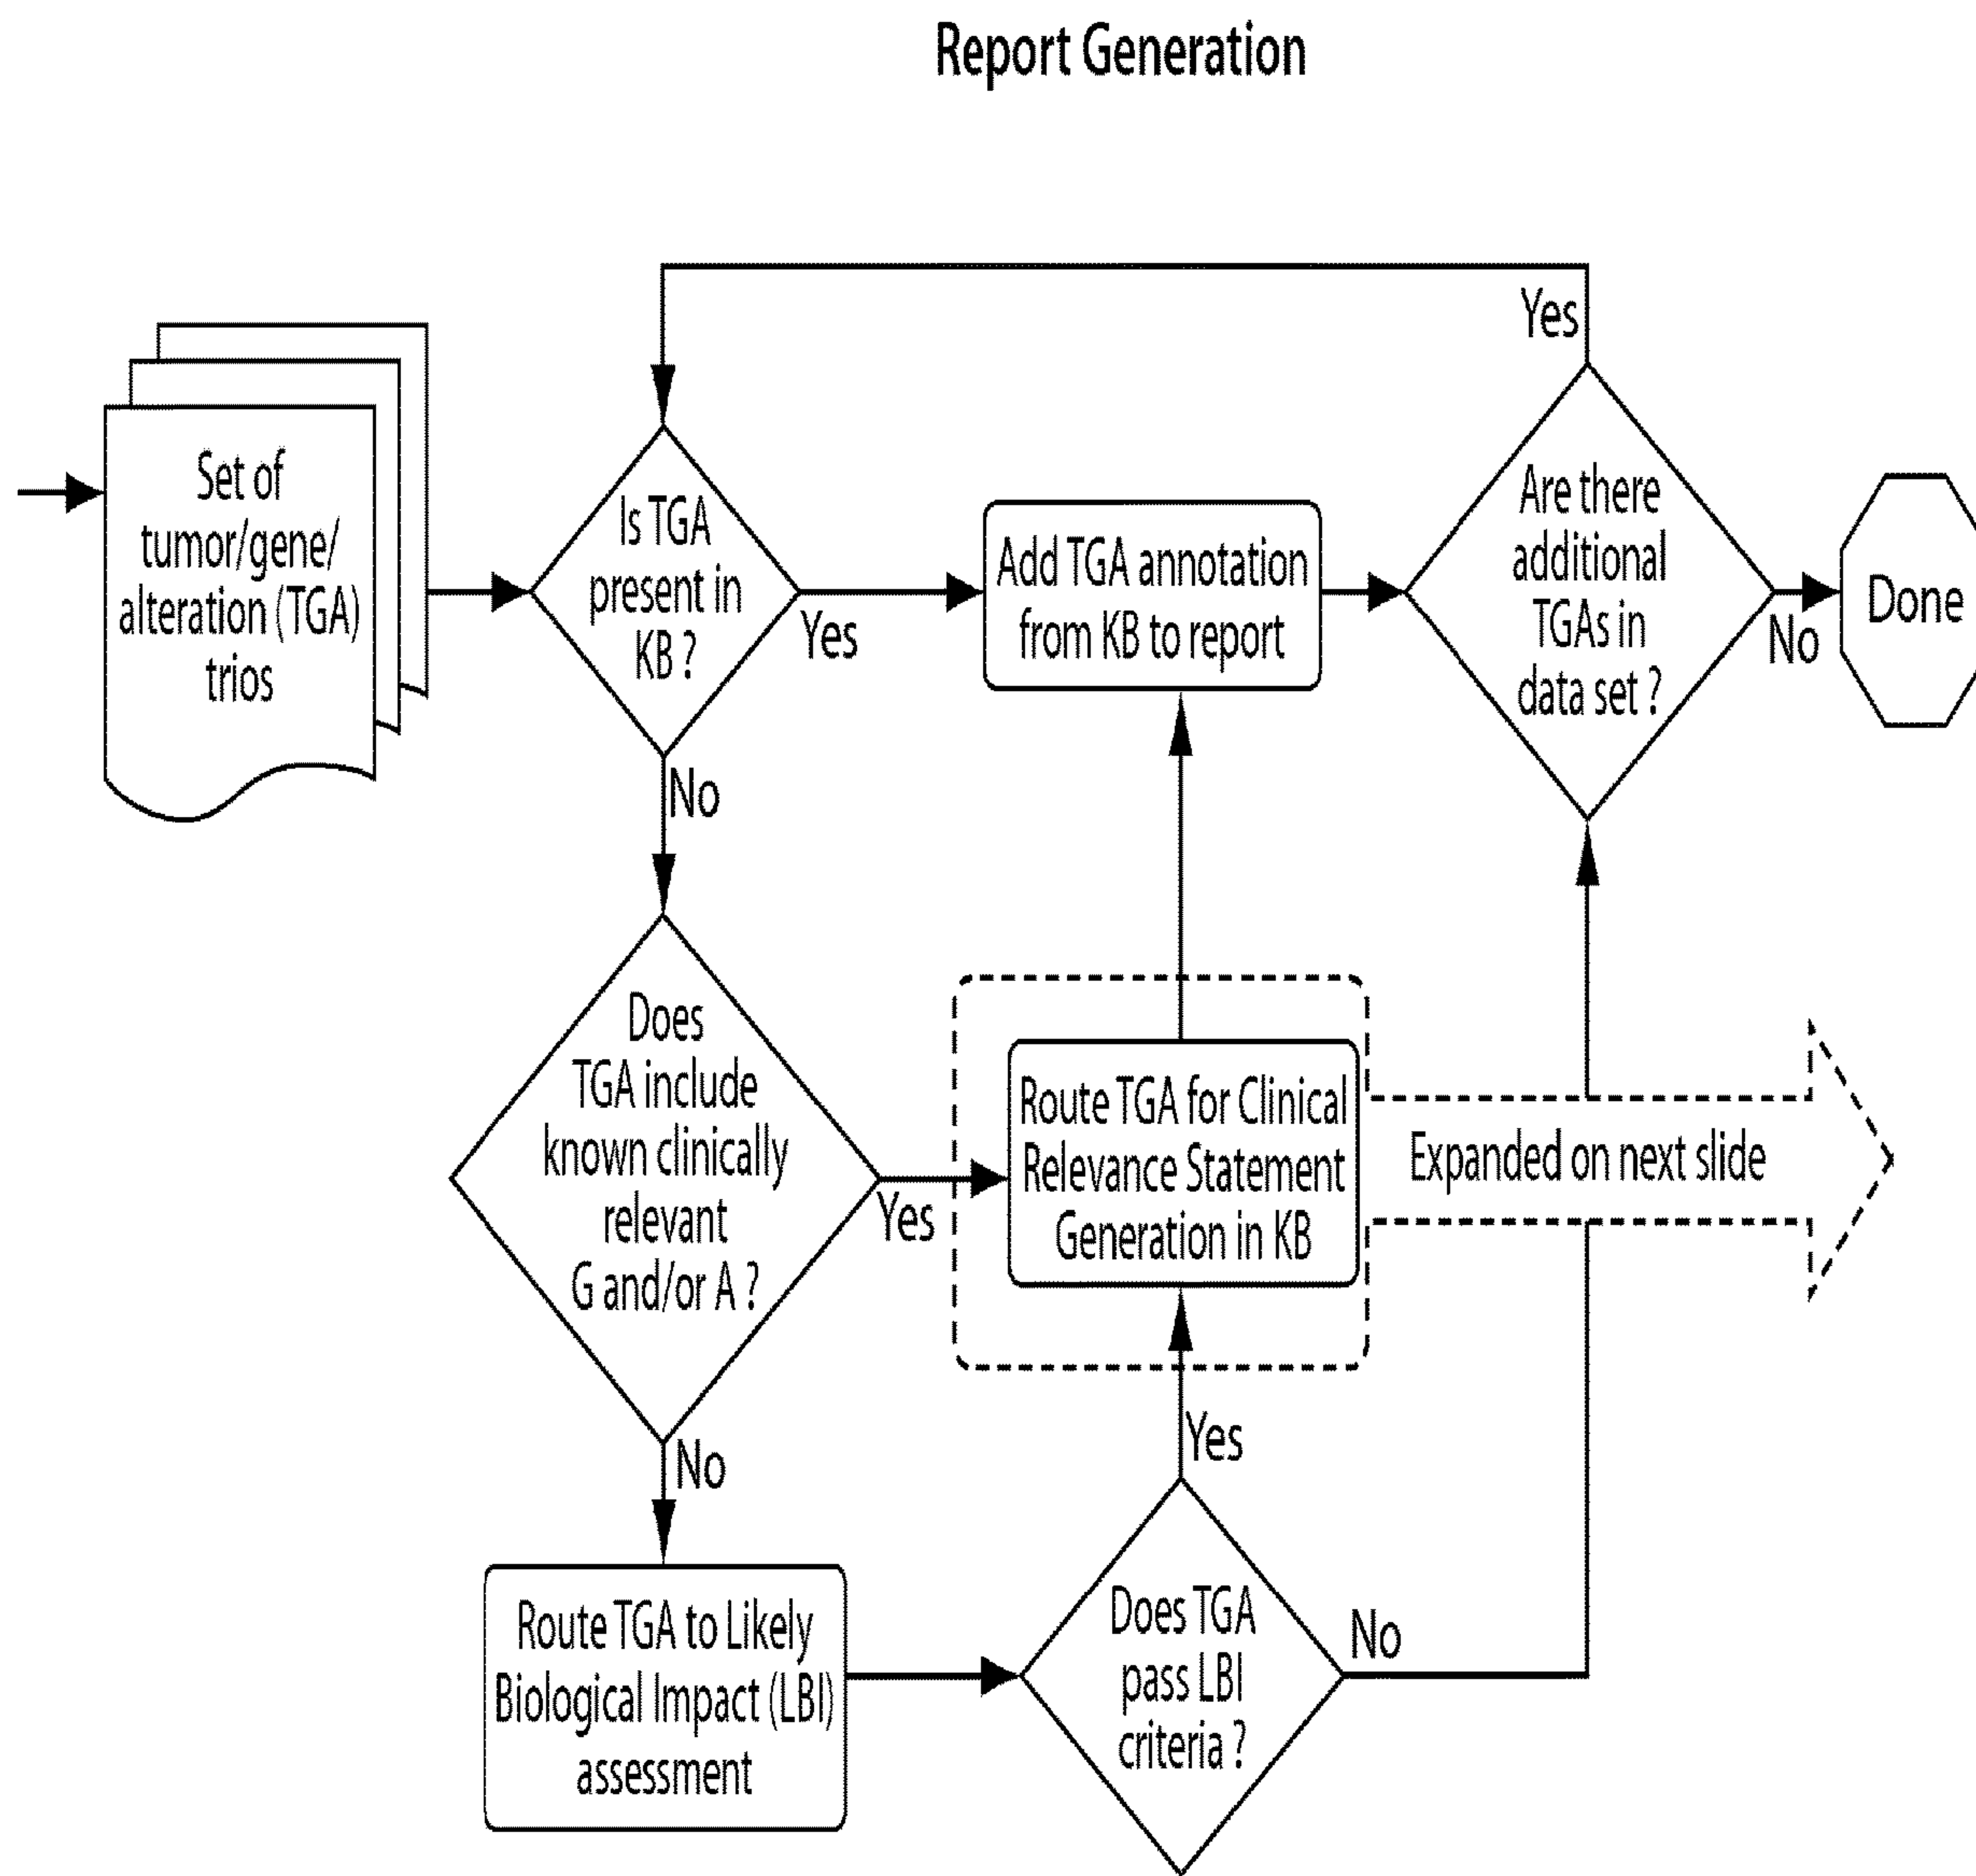 Report Generation
Set of
tumor/gene/
alteration (TGA)
trios
Is TGA
present in
KB ?
Yes
No
Add TGA annotation
from KB to report
Yes
Are there
additional
TGAs in
data set ?
No
Done
Does
TGA include
known clinically
relevant
G and/or A ?
Yes
No
Route TGA for Clinical
Relevance Statement
Generation in KB
Expanded on next slide
Route TGA to Likely
Biological Impact (LBI)
assessment
Yes
Does TGA
pass LBI
criteria ?
No